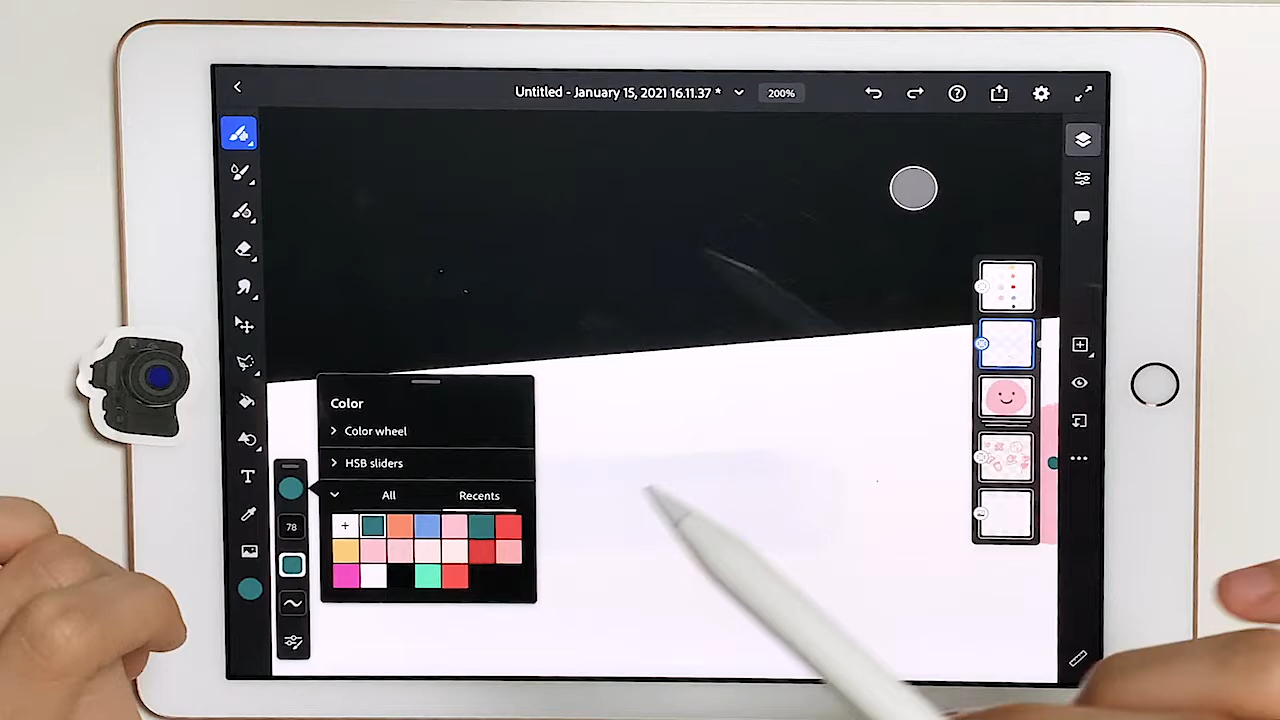 Untitled - January 15, 2021 16.11.37 *
200%
Color
Color wheel
HSB sliders
All
Recents
78
T